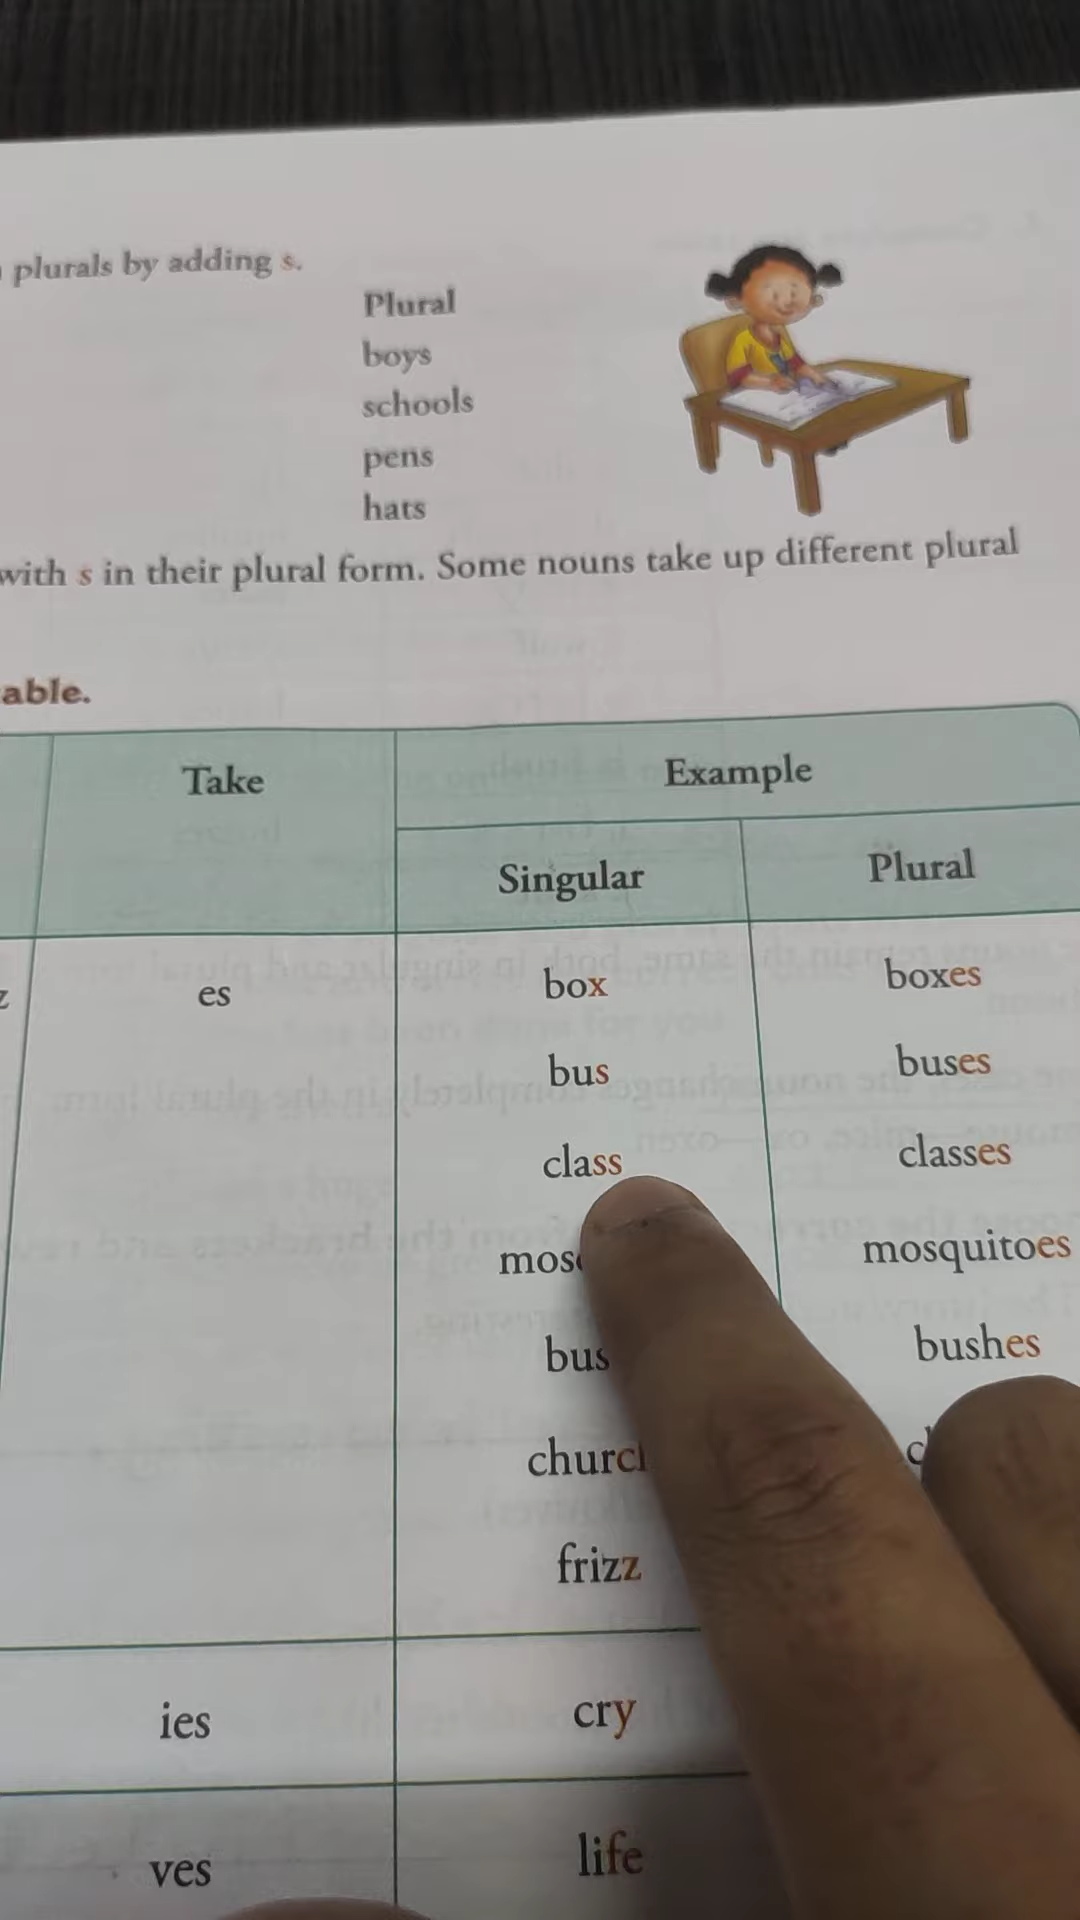 plurals by adding s.
Plural
boys
schools
pens
hats
with s in their plural form. Some nouns take up different plural
able.
Take Example
Singular Plural
z es box boxes
bus buses
class classes
mosquitoes
bus bushes
church
frizz
ies cry
ves life